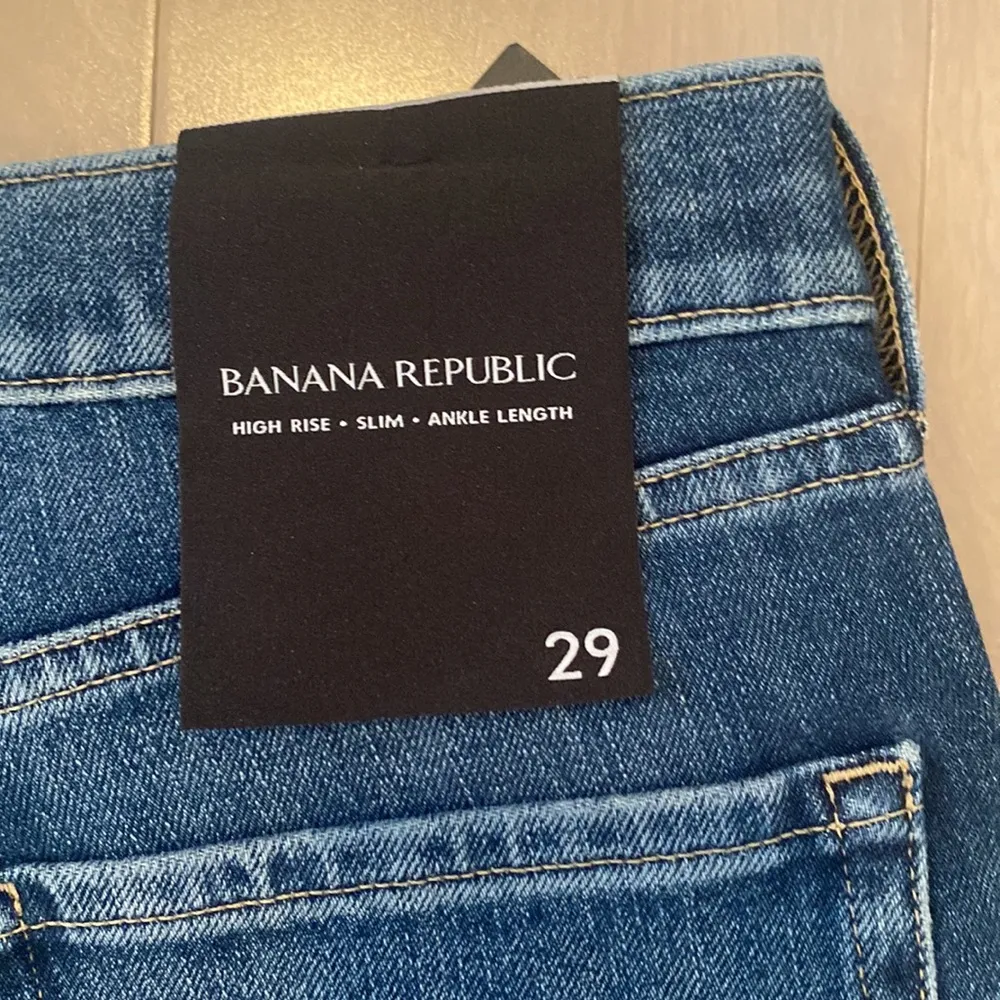 BANANA REPUBLIC
HIGH RISE • SLIM • ANKLE LENGTH
29